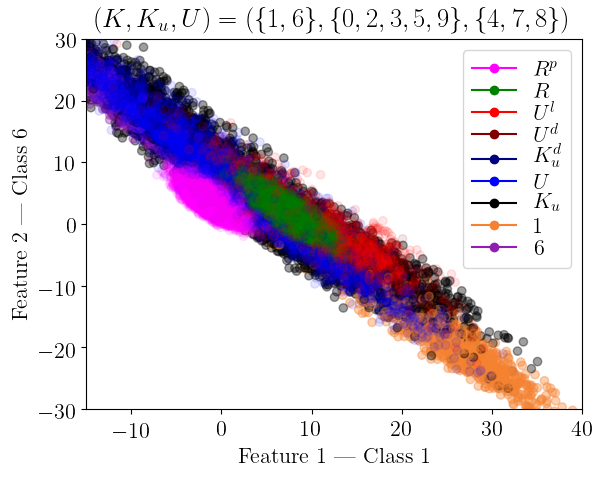 (K, K_u, U) = ({1, 6}, {0, 2, 3, 5, 9}, {4, 7, 8})
30
20
10
0
−10
−20
−30
Feature 2 — Class 6
R^p
R
U^l
U^d
K_u^d
U
K_u
1
6
−10
0
10
20
30
40
Feature 1 — Class 1